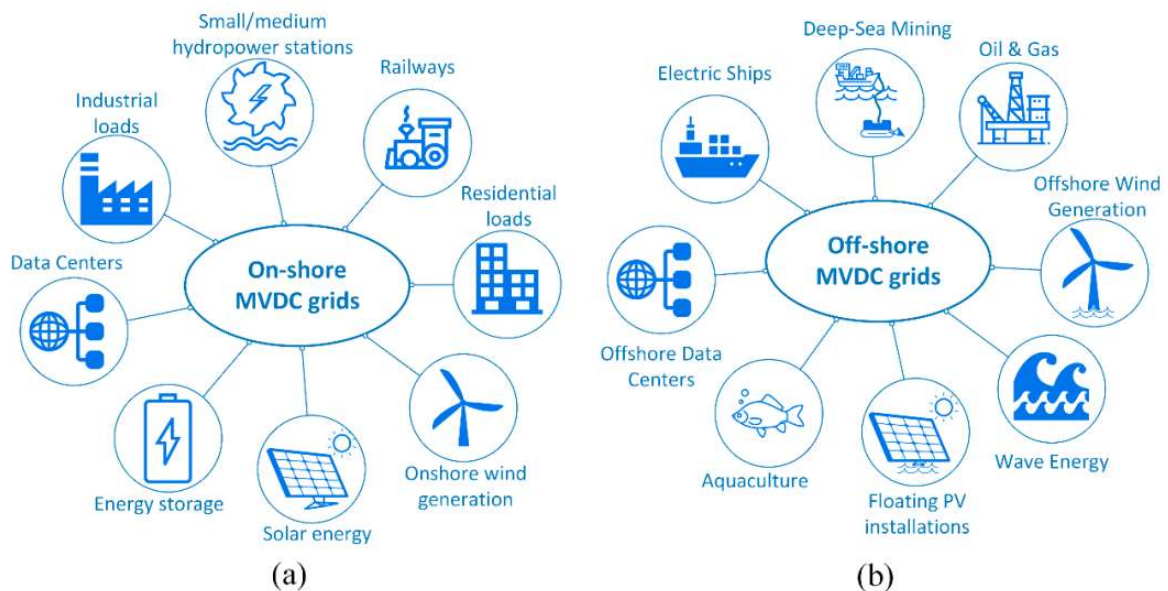 Small/medium
hydropower stations
Railways
Industrial
loads
Residential
loads
Data Centers
On-shore
MVDC grids
Energy storage
Solar energy
Onshore wind
generation
(a)
Deep-Sea Mining
Oil & Gas
Electric Ships
Offshore Wind
Generation
Off-shore
MVDC grids
Offshore Data
Centers
Aquaculture
Floating PV
installations
Wave Energy
(b)